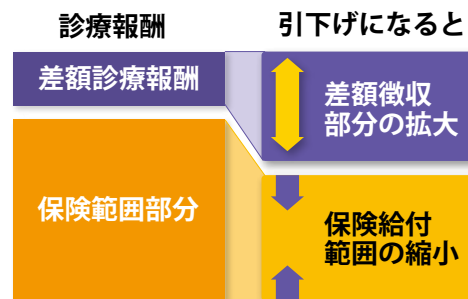 診療報酬
引下げになると
差額診療報酬
差額徴収
部分の拡大
保険範囲部分
保険給付
範囲の縮小